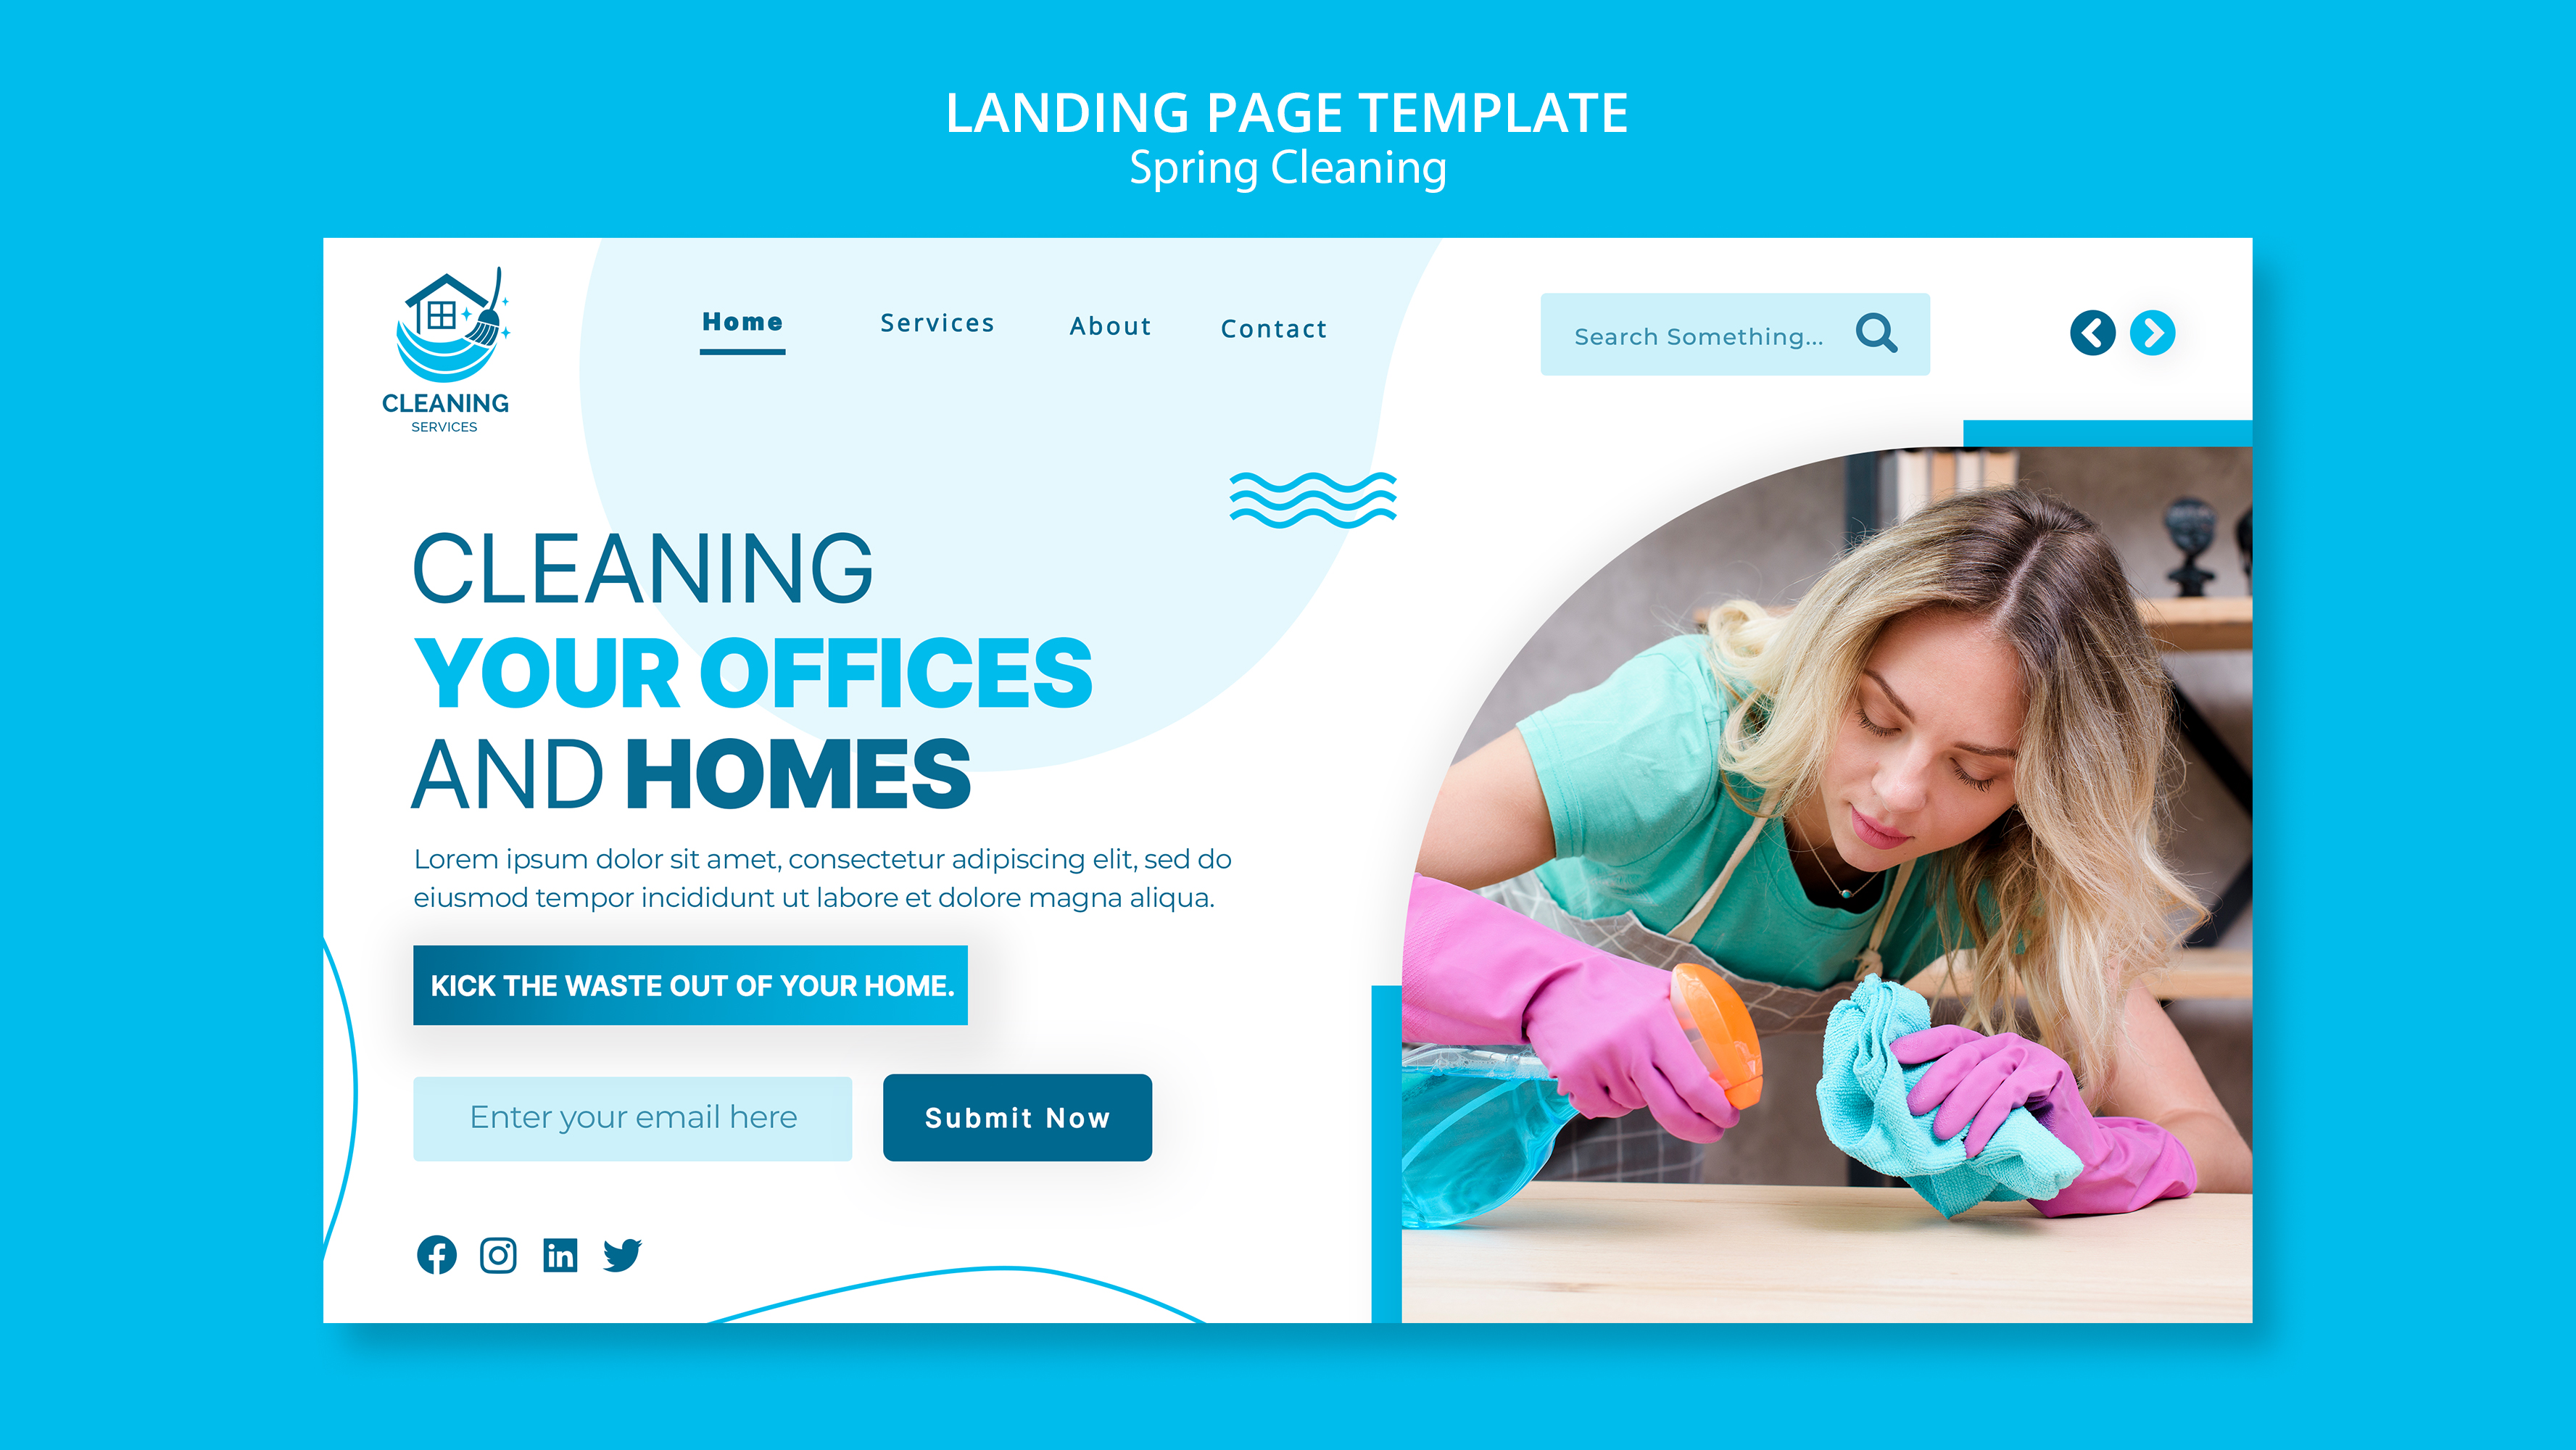 LANDING PAGE TEMPLATE
Spring Cleaning
CLEANING
SERVICES
Home
Services
About
Contact
Search Something...
CLEANING
YOUR OFFICES
AND HOMES
Lorem ipsum dolor sit amet, consectetur adipiscing elit, sed do
eiusmod tempor incididunt ut labore et dolore magna aliqua.
KICK THE WASTE OUT OF YOUR HOME.
Enter your email here
Submit Now